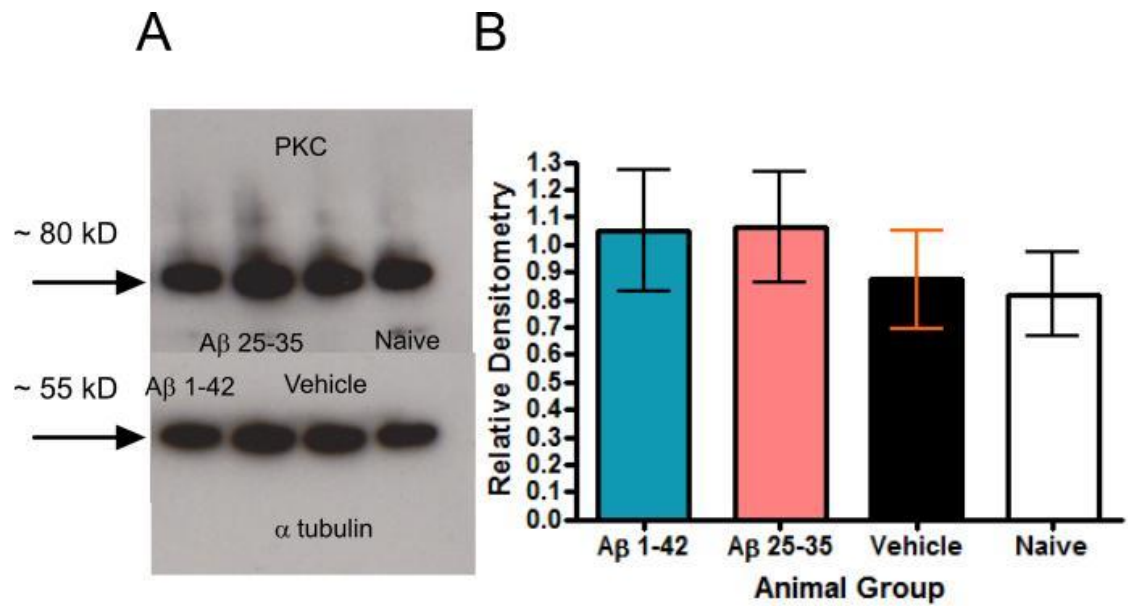 A
PKC
~ 80 kD
Aβ 25-35
Naive
~ 55 kD
Aβ 1-42
Vehicle
α tubulin
B
Relative Densitometry
1.3
1.2
1.1
1.0
0.9
0.8
0.7
0.6
0.5
0.4
0.3
0.2
0.1
0.0
Aβ 1-42 Aβ 25-35 Vehicle Naive
Animal Group